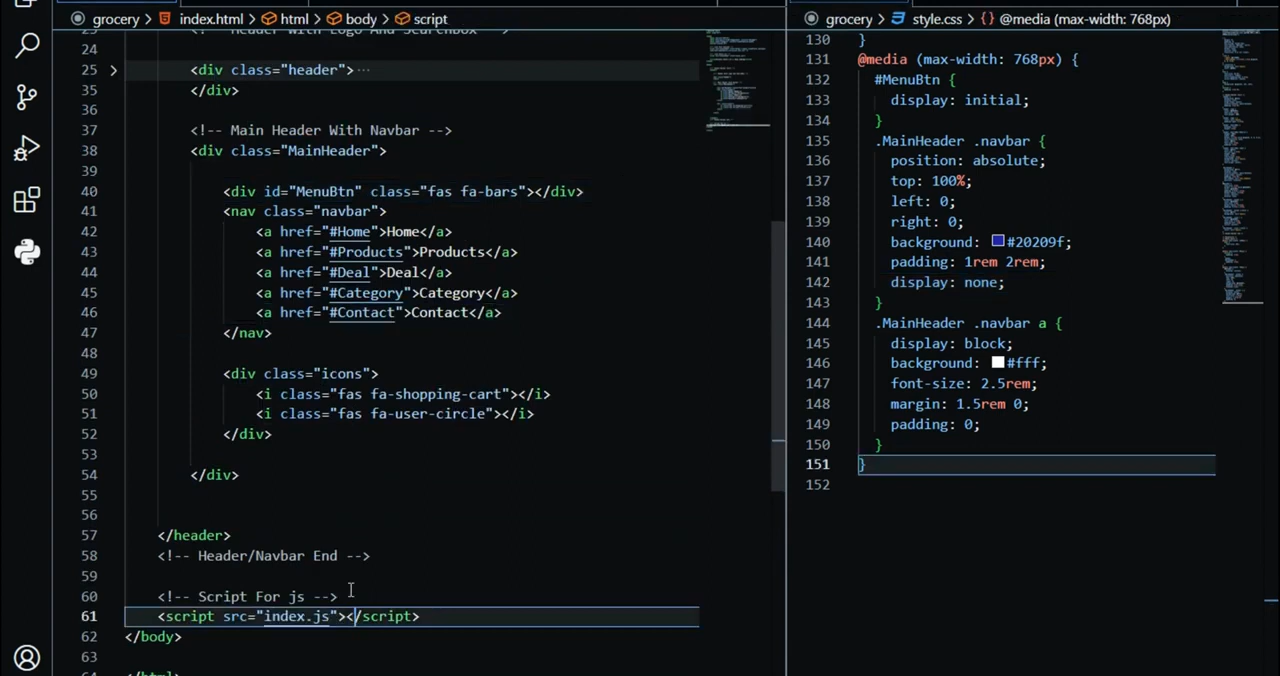 grocery > index.html > html > body > script
<!-- Header With Logo And SearchBox -->
24
25 <div class="header"> ···
35 </div>
36
37 <!-- Main Header With Navbar -->
38 <div class="MainHeader">
39
40 <div id="MenuBtn" class="fas fa-bars"></div>
41 <nav class="navbar">
42 <a href="#Home">Home</a>
43 <a href="#Products">Products</a>
44 <a href="#Deal">Deal</a>
45 <a href="#Category">Category</a>
46 <a href="#Contact">Contact</a>
47 </nav>
48
49 <div class="icons">
50 <i class="fas fa-shopping-cart"></i>
51 <i class="fas fa-user-circle"></i>
52 </div>
53
54 </div>
55
56
57 </header>
58 <!-- Header/Navbar End -->
59
60 <!-- Script For js -->
61 <script src="index.js"></script>
62 </body>
63
64 </html>
grocery > style.css > {} @media (max-width: 768px)
130 }
131 @media (max-width: 768px) {
132 #MenuBtn {
133 display: initial;
134 }
135 .MainHeader .navbar {
136 position: absolute;
137 top: 100%;
138 left: 0;
139 right: 0;
140 background: #20209f;
141 padding: 1rem 2rem;
142 display: none;
143 }
144 .MainHeader .navbar a {
145 display: block;
146 background: #fff;
147 font-size: 2.5rem;
148 margin: 1.5rem 0;
149 padding: 0;
150 }
151 }
152